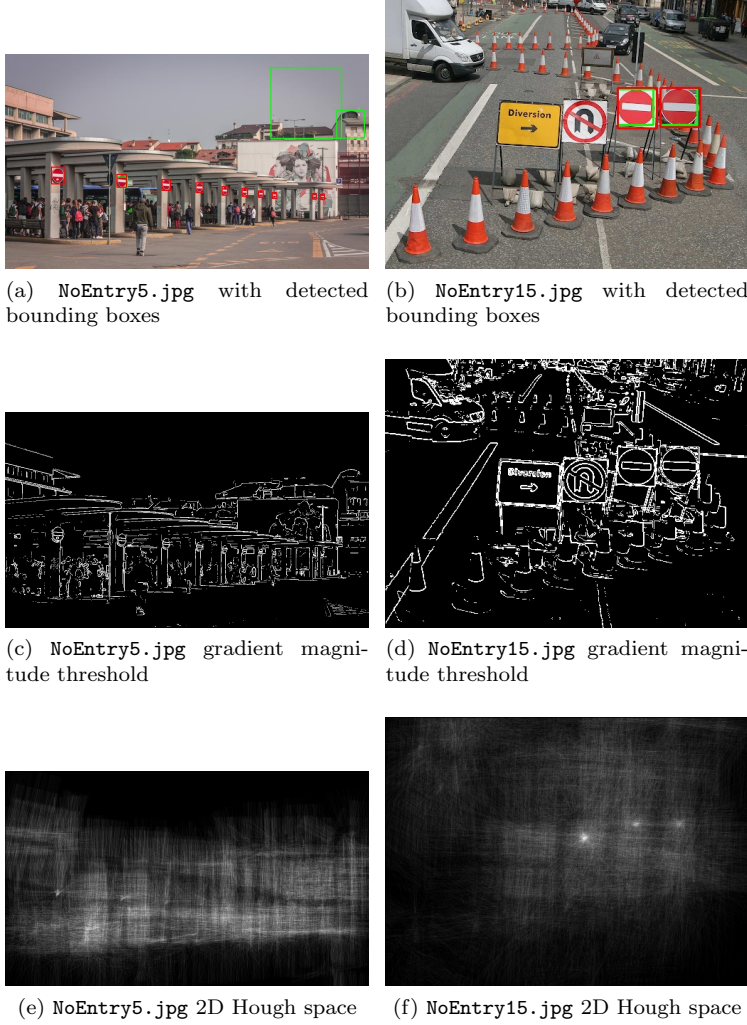 Diversion
(a) NoEntry5.jpg with detected
bounding boxes
(b) NoEntry15.jpg with detected
bounding boxes
Diversion
(c) NoEntry5.jpg gradient magni-
tude threshold
(d) NoEntry15.jpg gradient magni-
tude threshold
(e) NoEntry5.jpg 2D Hough space
(f) NoEntry15.jpg 2D Hough space